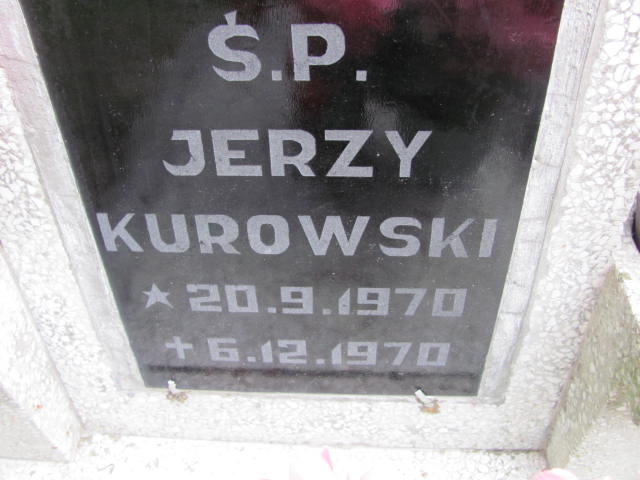 Ś.P.
JERZY
KUROWSKI
* 20.9.1970
+ 6.12.1970